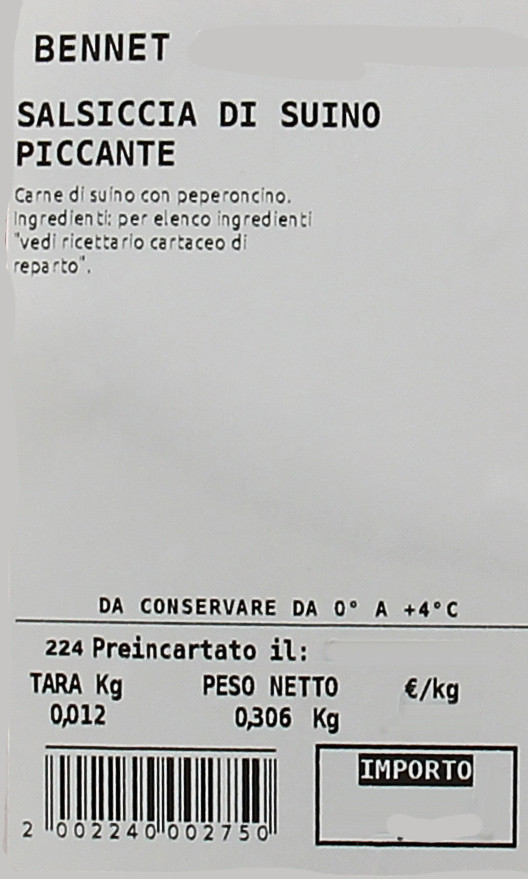 BENNET
SALSICCIA DI SUINO
PICCANTE
Carne di suino con peperoncino.
Ingredienti: per elenco ingredienti
"vedi ricettario cartaceo di
reparto".
DA CONSERVARE DA 0° A +4°C
224 Preincartato il:
TARA Kg PESO NETTO €/kg
0,012 0,306 Kg
IMPORTO
2 002240 002750